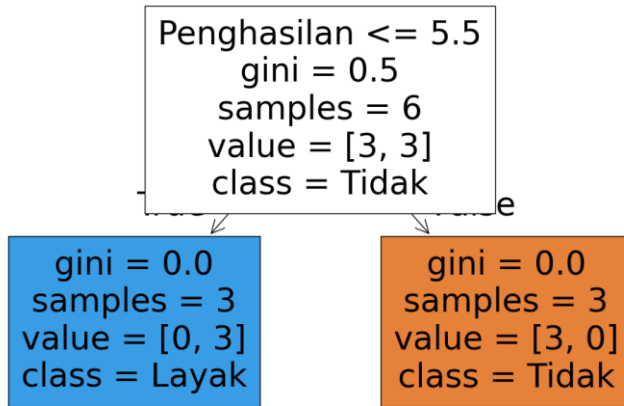 Penghasilan <= 5.5
gini = 0.5
samples = 6
value = [3, 3]
class = Tidak
gini = 0.0
samples = 3
value = [0, 3]
class = Layak
gini = 0.0
samples = 3
value = [3, 0]
class = Tidak